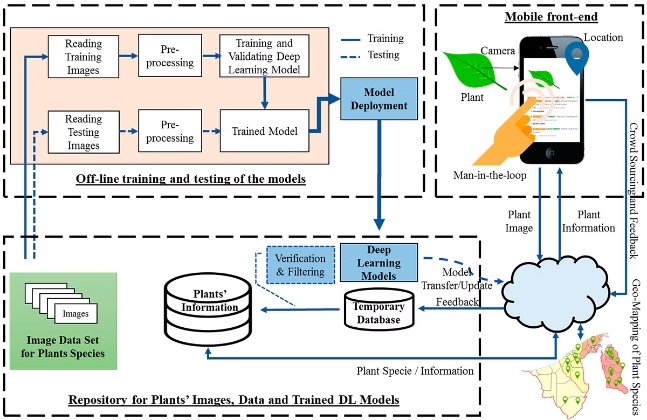 Mobile front-end
Reading
Training
Images
Pre-
processing
Training and
Validating Deep
Learning Model
Training
Testing
Reading
Testing
Images
Pre-
processing
Trained Model
Model
Deployment
Off-line training and testing of the models
Camera
Location
Plant
Man-in-the-loop
Crowd Sourcing and Feedback
Plant
Image
Plant
Information
Verification
& Filtering
Deep
Learning
Models
Model
Transfer/Update
Feedback
Plants'
Information
Temporary
Database
Images
Image Data Set
for Plants Species
Plant Specie / Information
Geo-Mapping of Plant Species
Repository for Plants' Images, Data and Trained DL Models